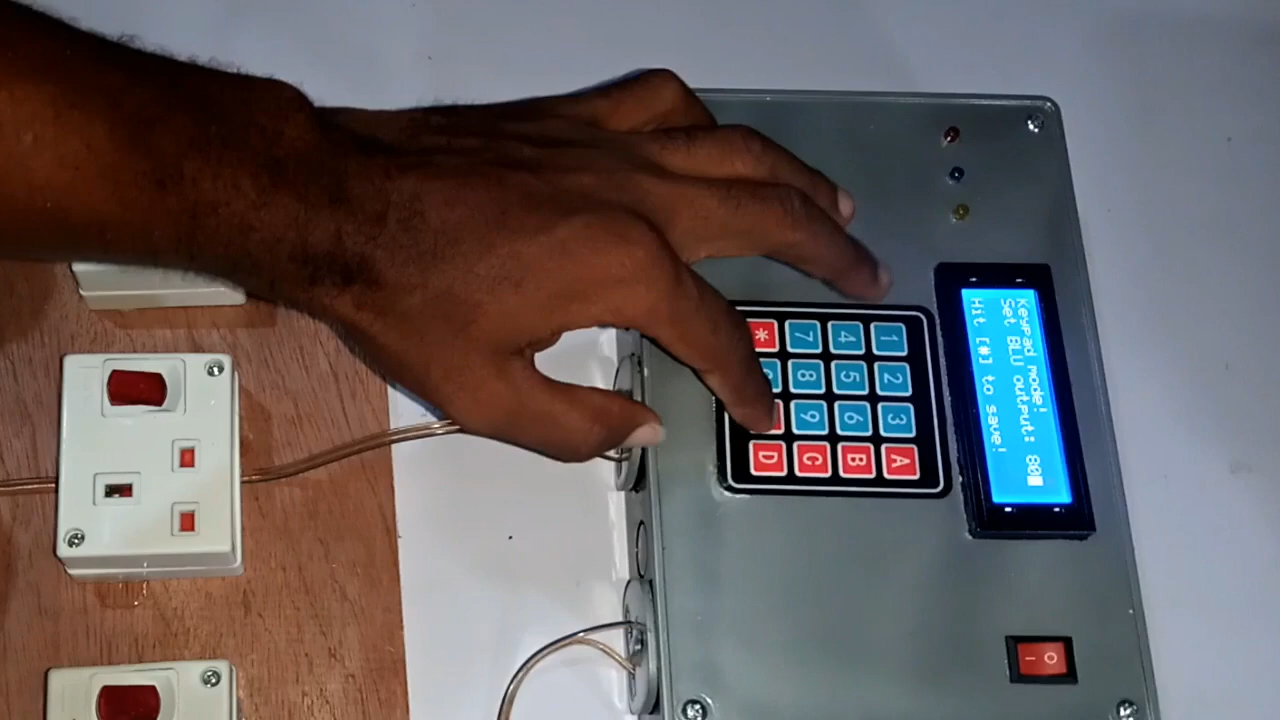 Keypad mode!
Set BLU output: 80
Hit [#] to save!
1 2 3 A
4 5 6 B
7 8 9 C
* D
O I